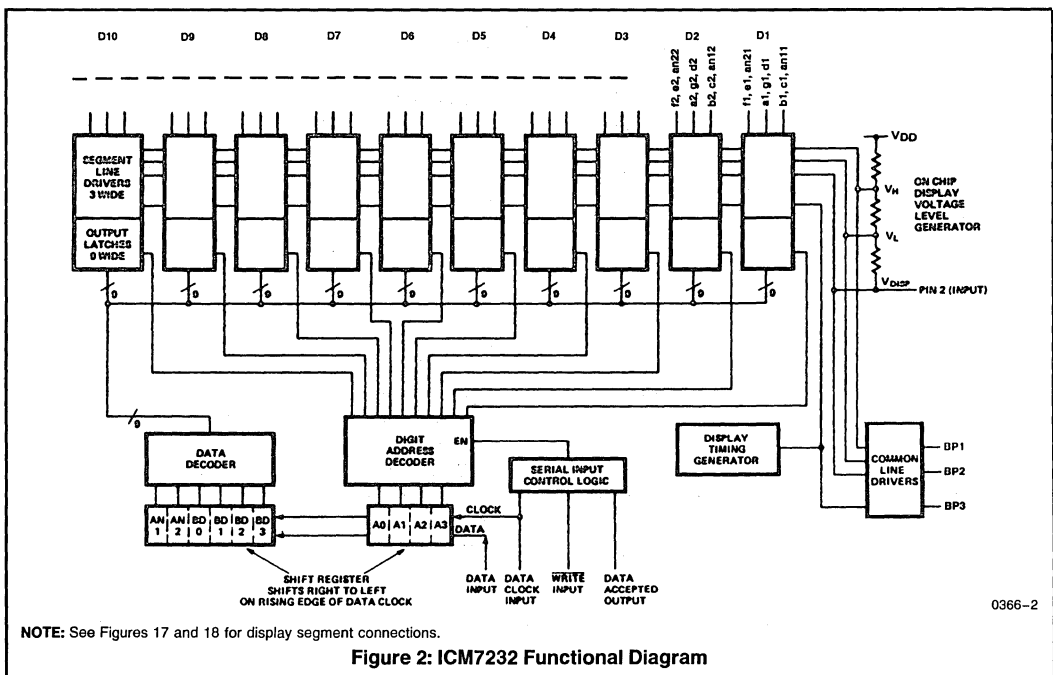 D10 D9 D8 D7 D6 D5 D4 D3 D2 D1
f2, e2, an22
a2, g2, d2
b2, c2, an12
f1, e1, an21
a1, g1, d1
b1, c1, an11
SEGMENT
LINE
DRIVERS
3 WIDE
OUTPUT
LATCHES
9 WIDE
VDD
VH
VL
VDISP
ON CHIP
DISPLAY
VOLTAGE
LEVEL
GENERATOR
PIN 2 (INPUT)
9 9 9 9 9 9 9 9 9
9
DATA
DECODER
DIGIT
ADDRESS
DECODER
EN
SERIAL INPUT
CONTROL LOGIC
DISPLAY
TIMING
GENERATOR
COMMON
LINE
DRIVERS
BP1
BP2
BP3
AN AN BD BD BD BD
1 2 0 1 2 3
A0 A1 A2 A3
CLOCK
DATA
SHIFT REGISTER
SHIFTS RIGHT TO LEFT
ON RISING EDGE OF DATA CLOCK
DATA
INPUT
DATA
CLOCK
INPUT
WRITE
INPUT
DATA
ACCEPTED
OUTPUT
0366–2
NOTE: See Figures 17 and 18 for display segment connections.
Figure 2: ICM7232 Functional Diagram